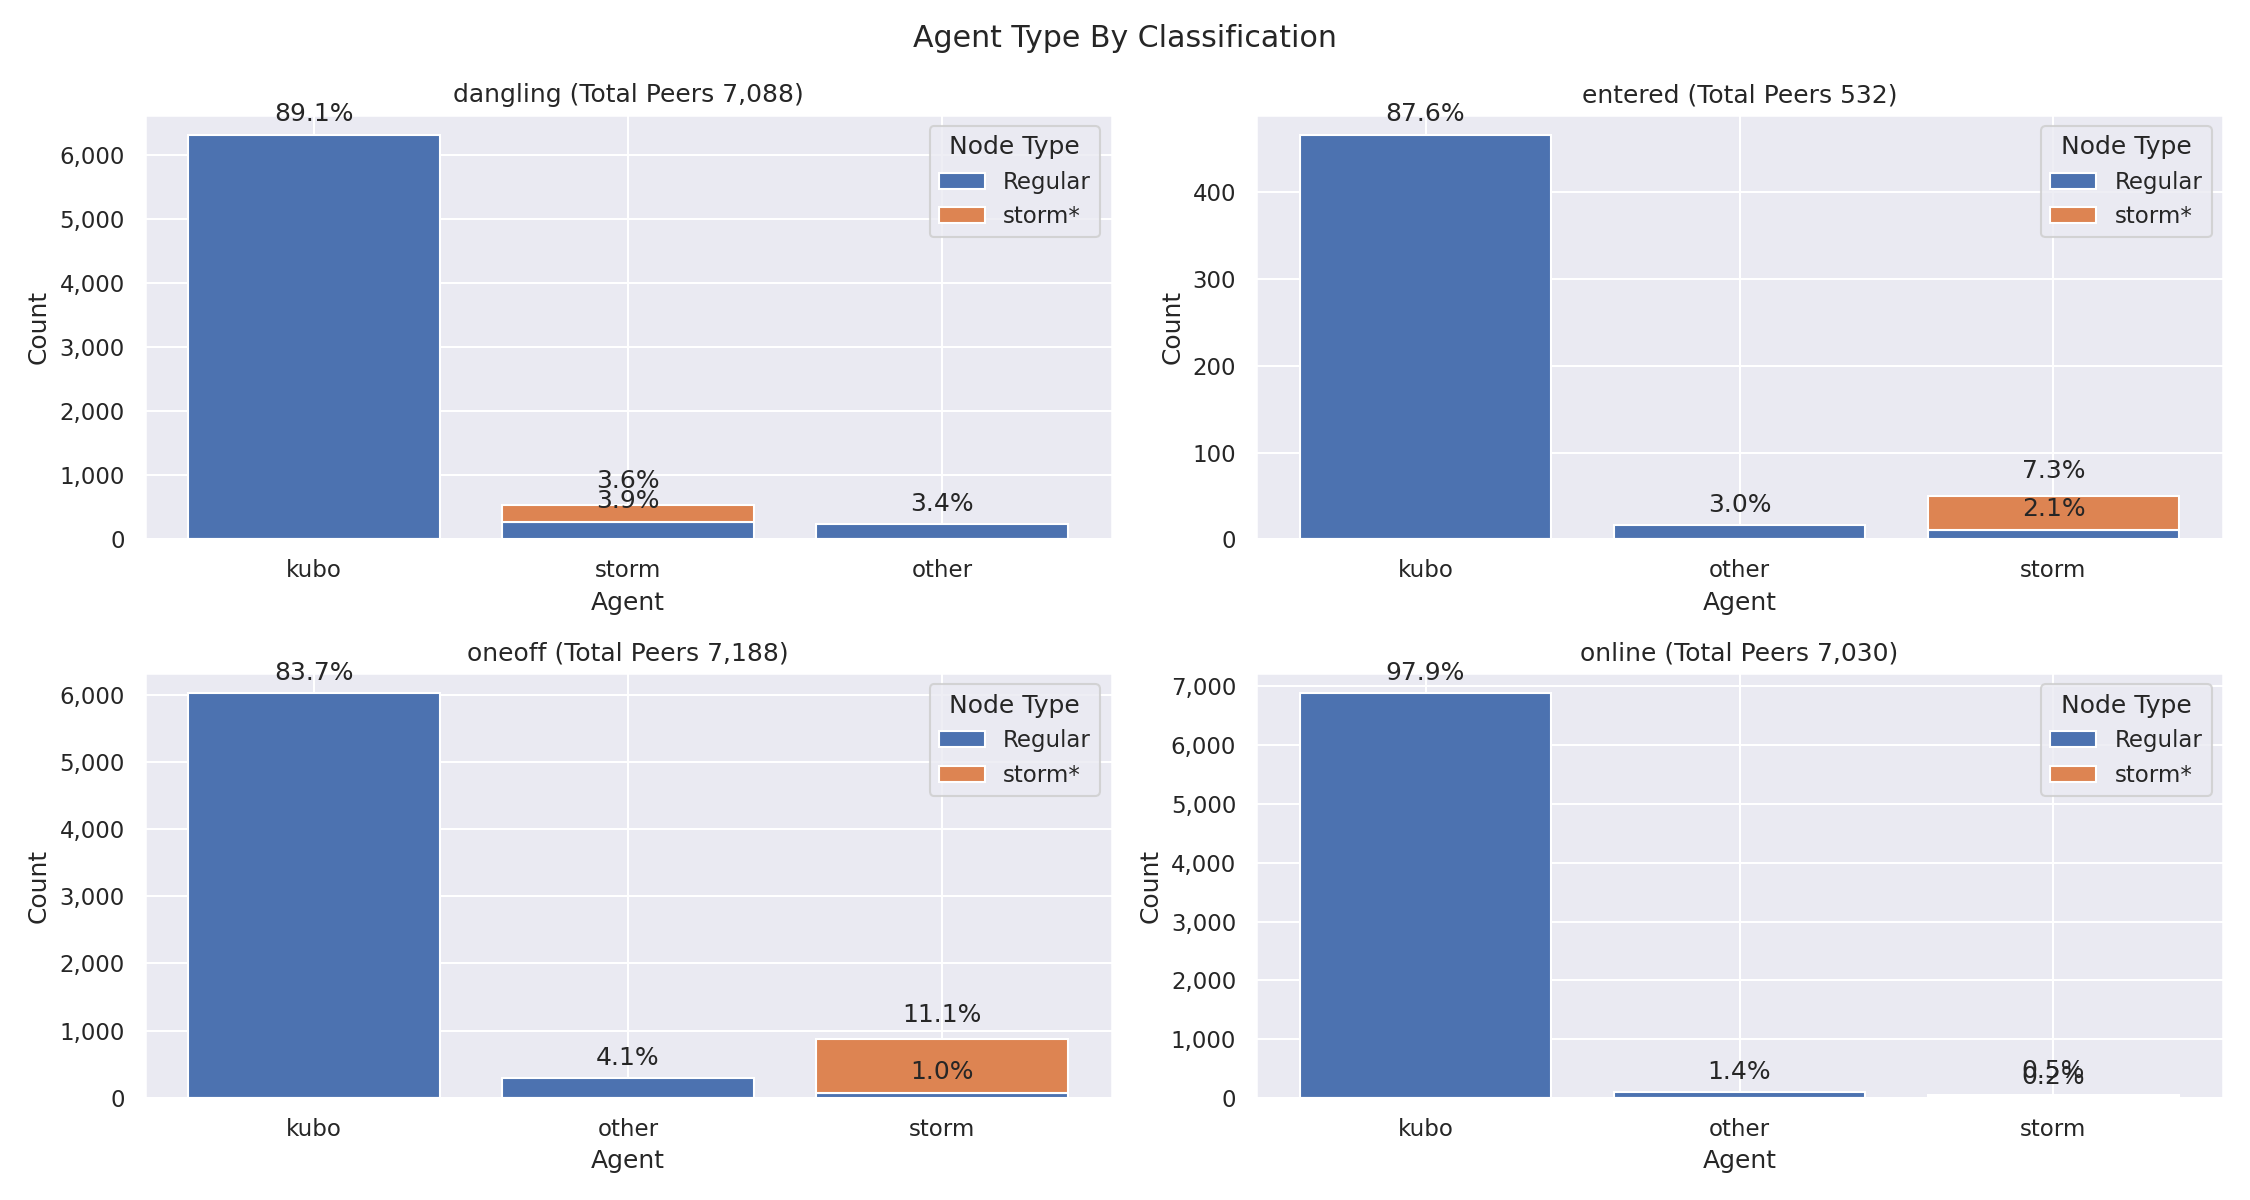 Agent Type By Classification
dangling (Total Peers 7,088)
89.1%
3.6%
3.9%
3.4%
Node Type
Regular
storm*
6,000
5,000
4,000
3,000
2,000
1,000
0
Count
kubo
storm
other
Agent
entered (Total Peers 532)
87.6%
3.0%
7.3%
2.1%
Node Type
Regular
storm*
400
300
200
100
0
Count
kubo
other
storm
Agent
oneoff (Total Peers 7,188)
83.7%
4.1%
11.1%
1.0%
Node Type
Regular
storm*
6,000
5,000
4,000
3,000
2,000
1,000
0
Count
kubo
other
storm
Agent
online (Total Peers 7,030)
97.9%
1.4%
0.5%
0.2%
Node Type
Regular
storm*
7,000
6,000
5,000
4,000
3,000
2,000
1,000
0
Count
kubo
other
storm
Agent